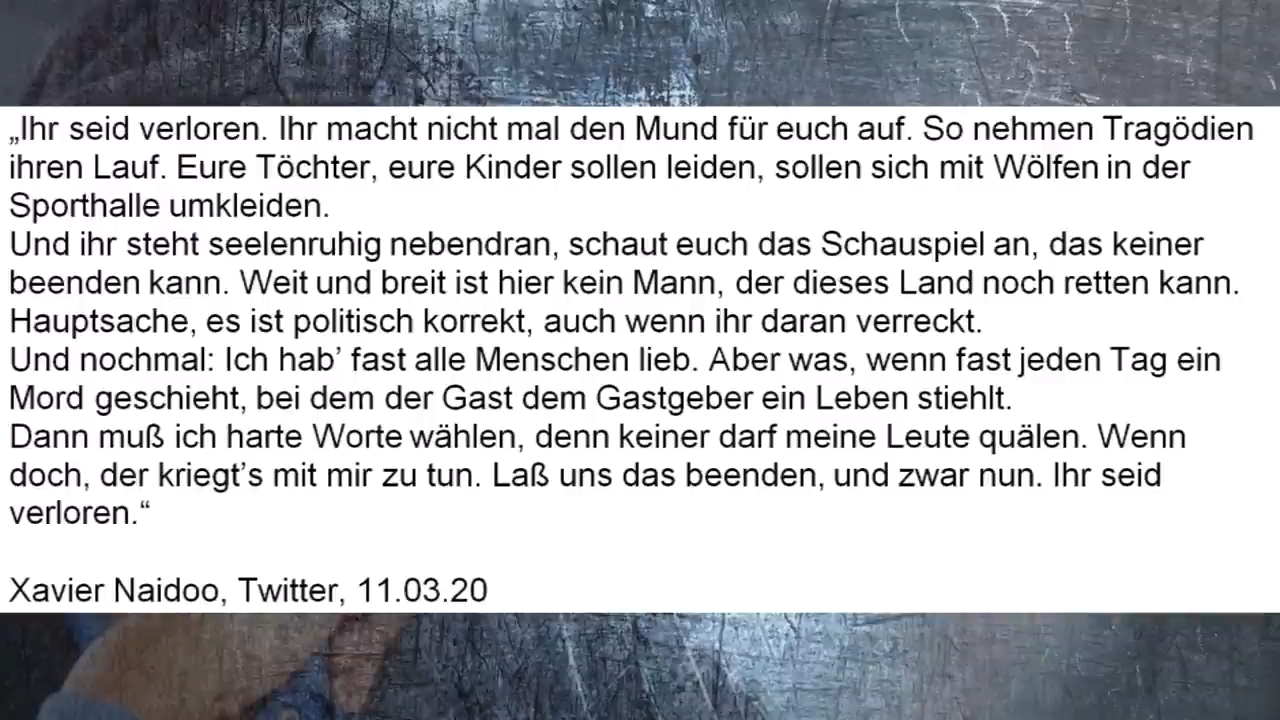 „Ihr seid verloren. Ihr macht nicht mal den Mund für euch auf. So nehmen Tragödien
ihren Lauf. Eure Töchter, eure Kinder sollen leiden, sollen sich mit Wölfen in der
Sporthalle umkleiden.
Und ihr steht seelenruhig nebendran, schaut euch das Schauspiel an, das keiner
beenden kann. Weit und breit ist hier kein Mann, der dieses Land noch retten kann.
Hauptsache, es ist politisch korrekt, auch wenn ihr daran verreckt.
Und nochmal: Ich hab’ fast alle Menschen lieb. Aber was, wenn fast jeden Tag ein
Mord geschieht, bei dem der Gast dem Gastgeber ein Leben stiehlt.
Dann muß ich harte Worte wählen, denn keiner darf meine Leute quälen. Wenn
doch, der kriegt’s mit mir zu tun. Laß uns das beenden, und zwar nun. Ihr seid
verloren.“
Xavier Naidoo, Twitter, 11.03.20